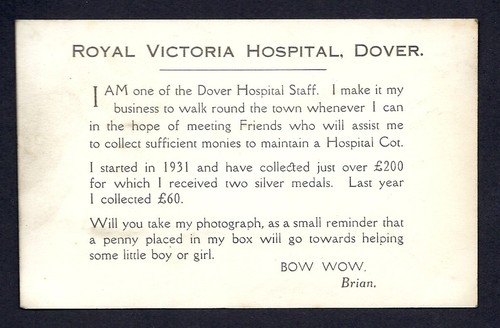 ROYAL VICTORIA HOSPITAL, DOVER.
I AM one of the Dover Hospital Staff. I make it my
business to walk round the town whenever I can
in the hope of meeting Friends who will assist me
to collect sufficient monies to maintain a Hospital Cot.
I started in 1931 and have collected just over £200
for which I received two silver medals. Last year
I collected £60.
Will you take my photograph, as a small reminder that
a penny placed in my box will go towards helping
some little boy or girl.
BOW WOW,
Brian.